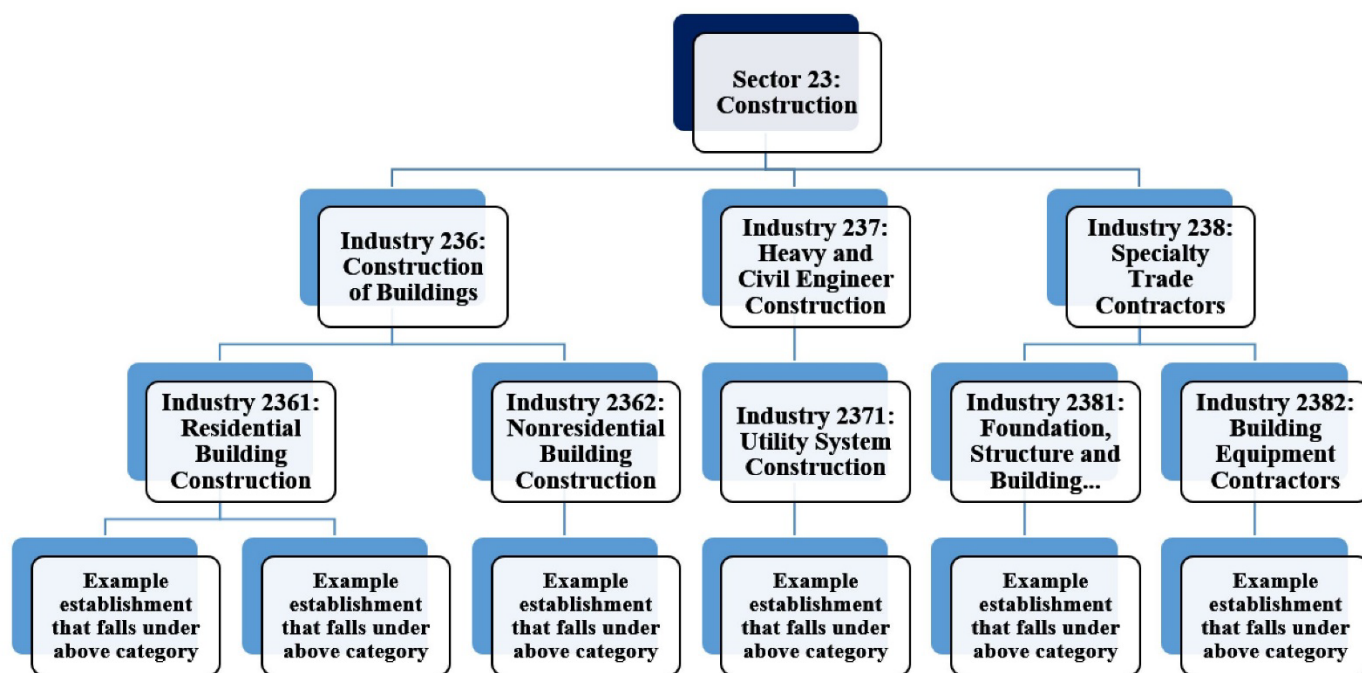 Sector 23:
Construction
Industry 236:
Construction
of Buildings
Industry 237:
Heavy and
Civil Engineer
Construction
Industry 238:
Specialty
Trade
Contractors
Industry 2361:
Residential
Building
Construction
Industry 2362:
Nonresidential
Building
Construction
Industry 2371:
Utility System
Construction
Industry 2381:
Foundation,
Structure and
Building...
Industry 2382:
Building
Equipment
Contractors
Example
establishment
that falls under
above category
Example
establishment
that falls under
above category
Example
establishment
that falls under
above category
Example
establishment
that falls under
above category
Example
establishment
that falls under
above category
Example
establishment
that falls under
above category